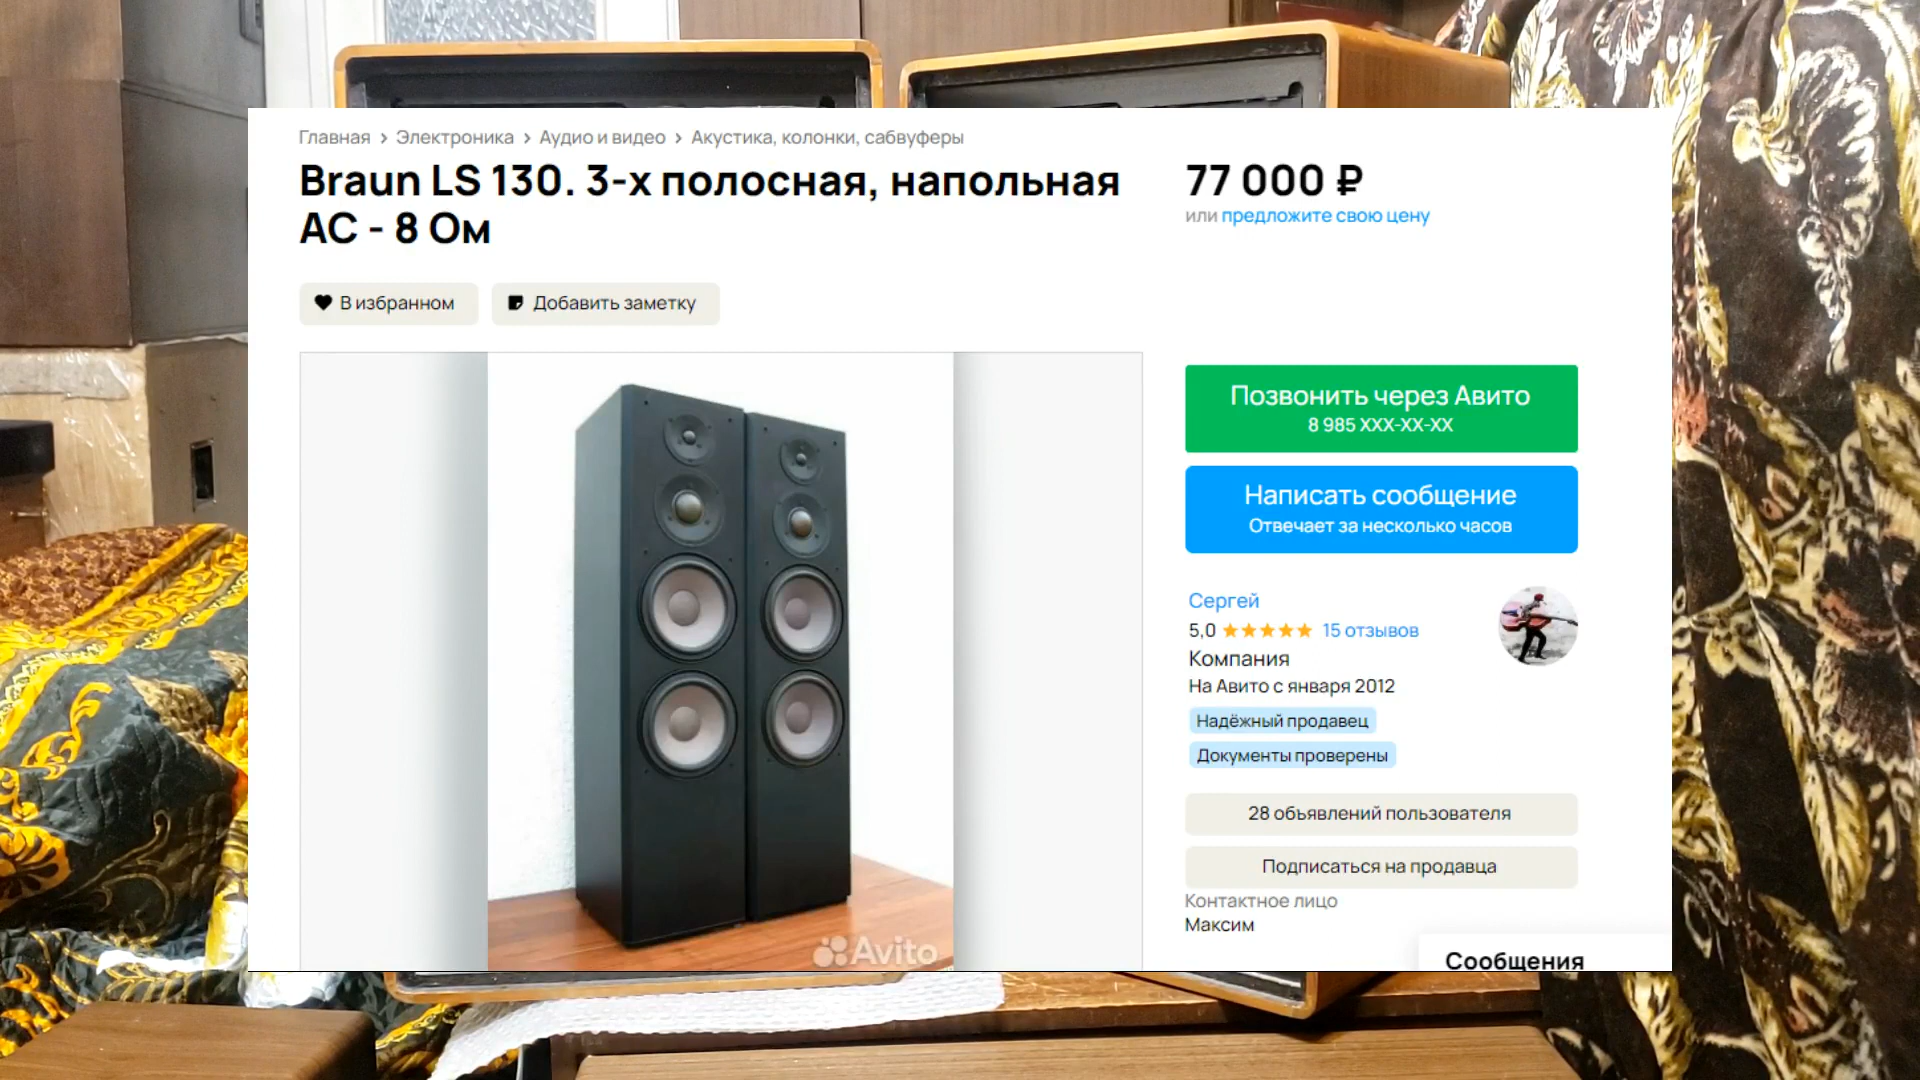 Главная > Электроника > Аудио и видео > Акустика, колонки, сабвуферы
Braun LS 130. 3-х полосная, напольная
АС - 8 Ом
77 000 ₽
или предложите свою цену
В избранном
Добавить заметку
Позвонить через Авито
8 985 XXX-XX-XX
Написать сообщение
Отвечает за несколько часов
Сергей
5,0 ★★★★★ 15 отзывов
Компания
На Авито с января 2012
Надёжный продавец
Документы проверены
28 объявлений пользователя
Подписаться на продавца
Контактное лицо
Максим
Сообщения
Avito